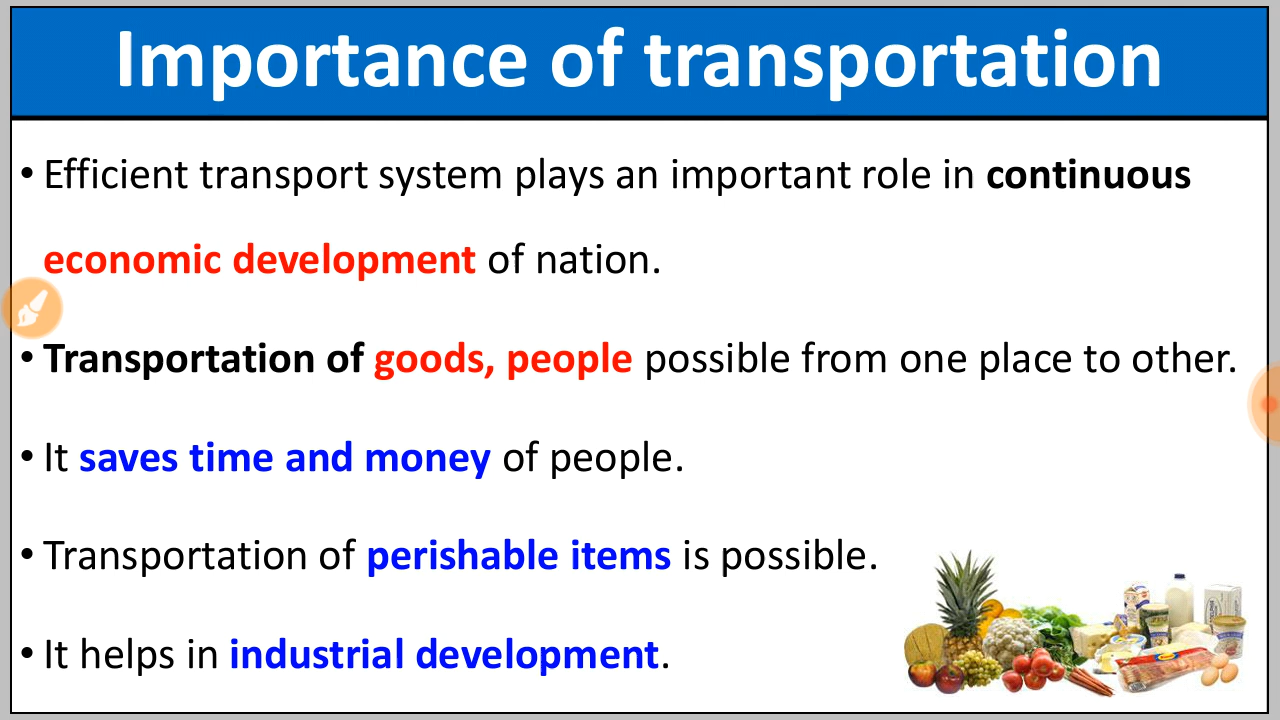 Importance of transportation
• Efficient transport system plays an important role in continuous
economic development of nation.
• Transportation of goods, people possible from one place to other.
• It saves time and money of people.
• Transportation of perishable items is possible.
• It helps in industrial development.